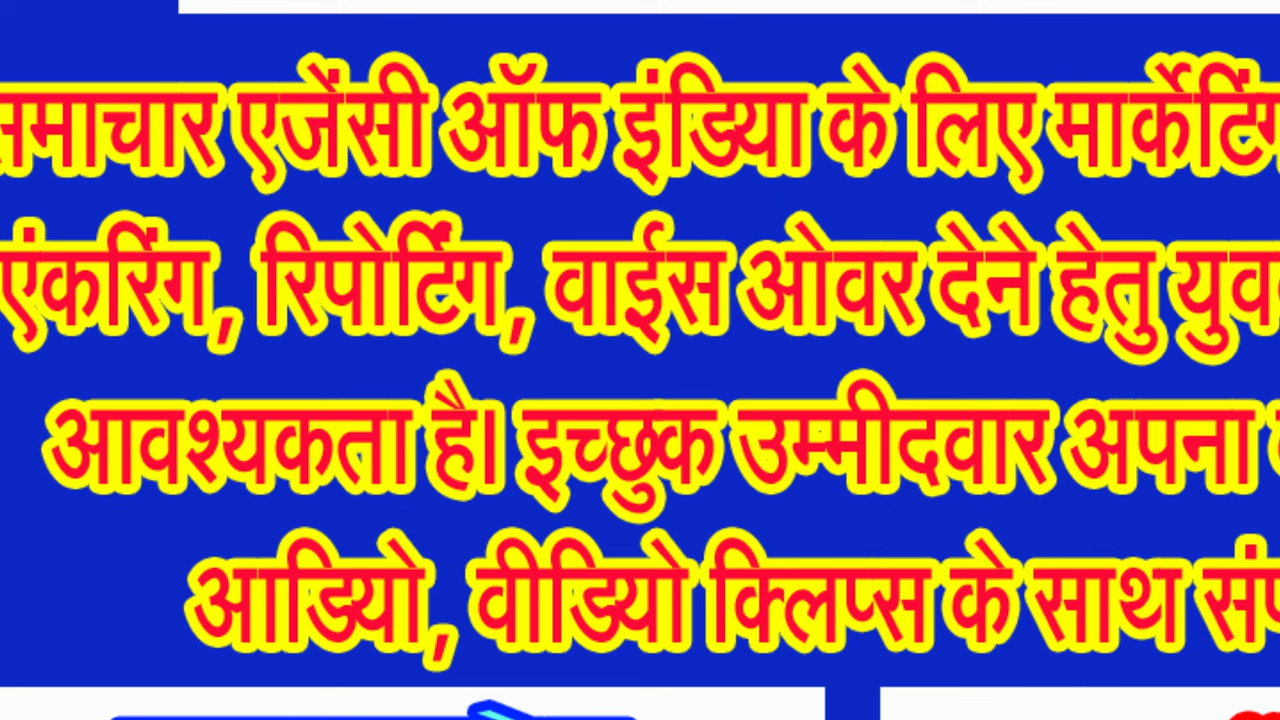 समाचार एजेंसी ऑफ इंडिया के लिए मार्केटिंग
एंकरिंग, रिपोर्टिंग, वाईस ओवर देने हेतु
आवश्यकता है। इच्छुक उम्मीदवार अपना
आडियो, वीडियो क्लिप्स के साथ